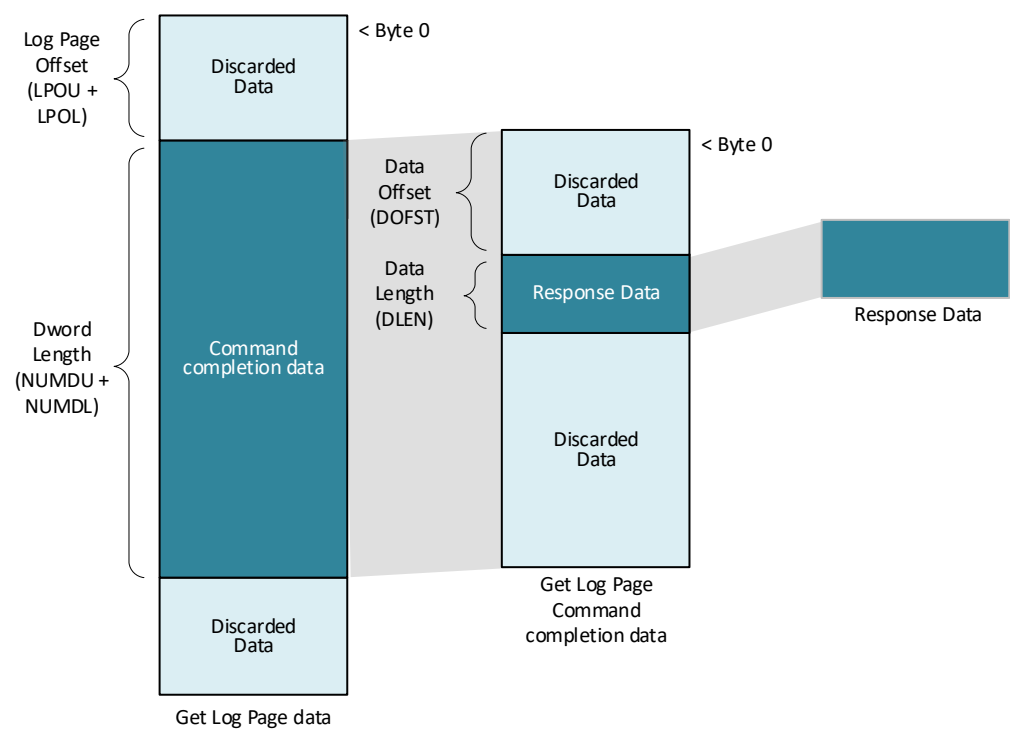 Log Page
Offset
(LPOU +
LPOL)
Discarded
Data
< Byte 0
Dword
Length
(NUMDU +
NUMDL)
Command
completion data
Discarded
Data
Get Log Page data
Data
Offset
(DOFST)
Discarded
Data
< Byte 0
Data
Length
(DLEN)
Response Data
Discarded
Data
Get Log Page
Command
completion data
Response Data